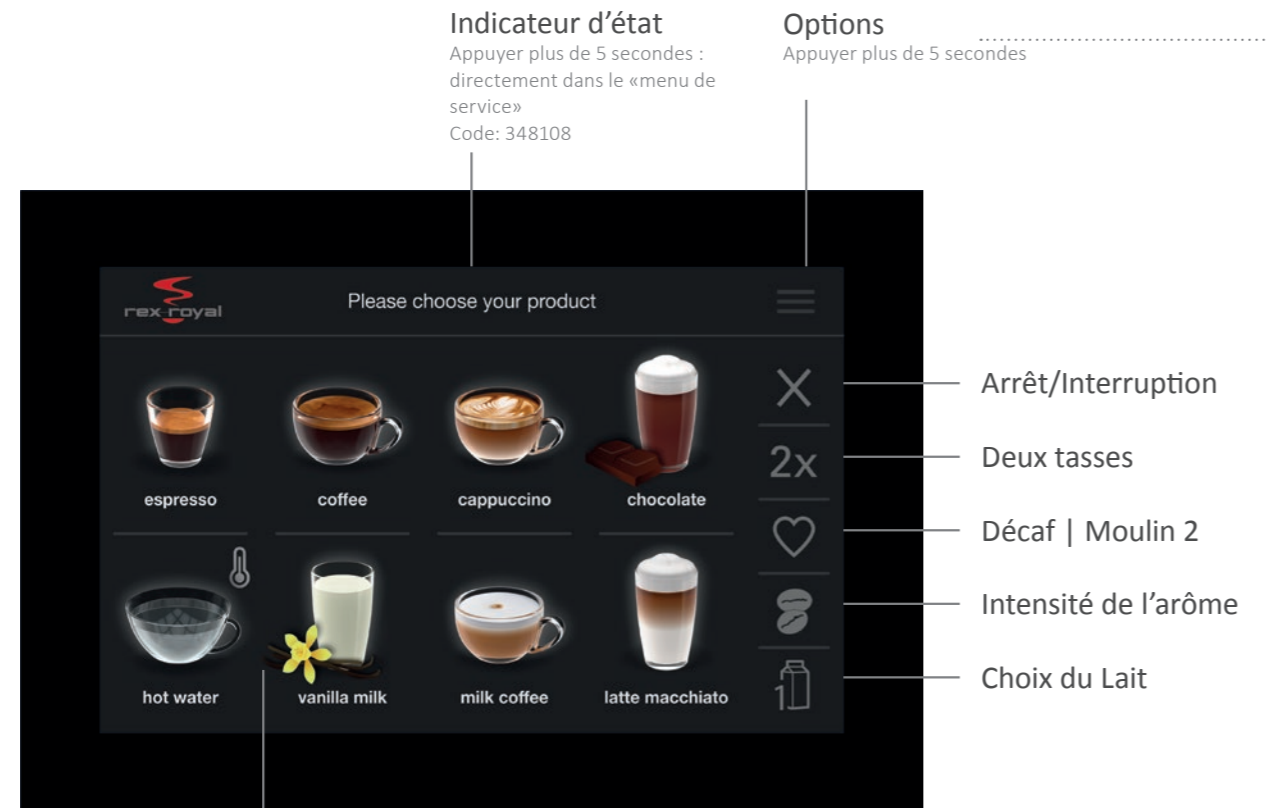 Indicateur d’état
Appuyer plus de 5 secondes :
directement dans le «menu de
service»
Code: 348108
Options
Appuyer plus de 5 secondes
rex-royal
Please choose your product
Arrêt/Interruption
2x
Deux tasses
espresso
coffee
cappuccino
chocolate
Décaf | Moulin 2
Intensité de l’arôme
1
Choix du Lait
hot water
vanilla milk
milk coffee
latte macchiato